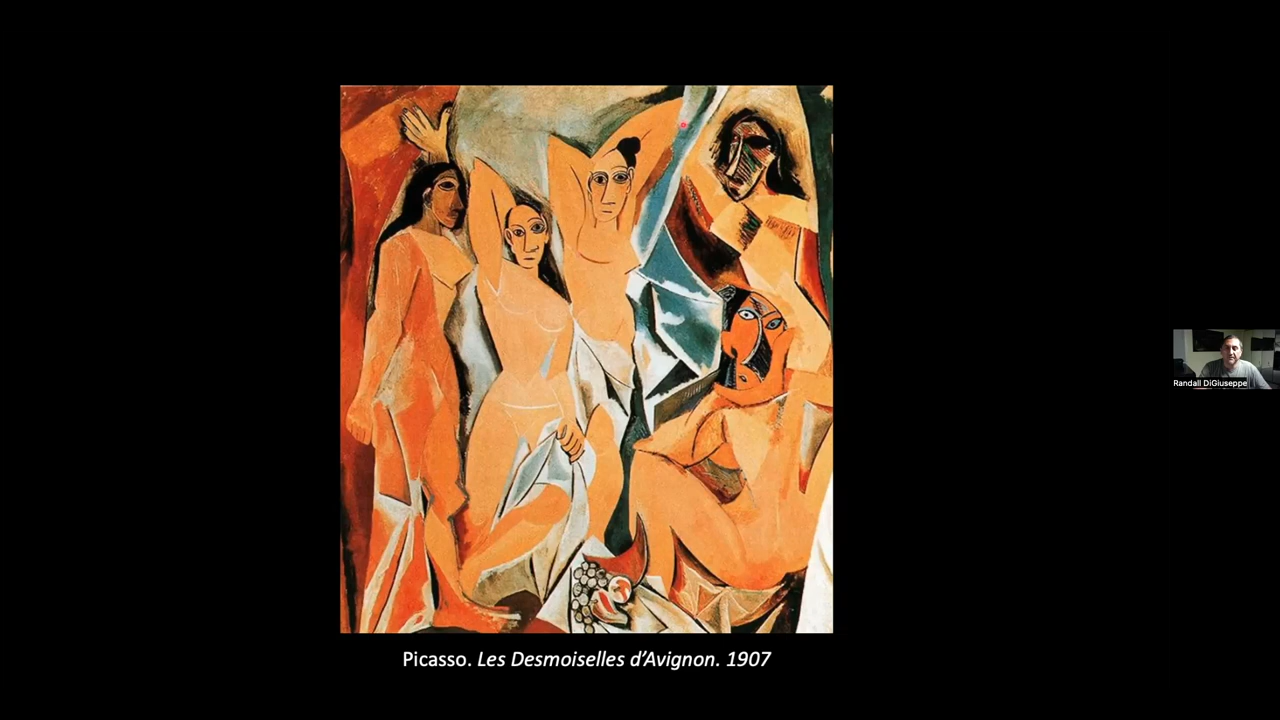 Picasso. Les Desmoiselles d’Avignon. 1907
Randall DiGiuseppe